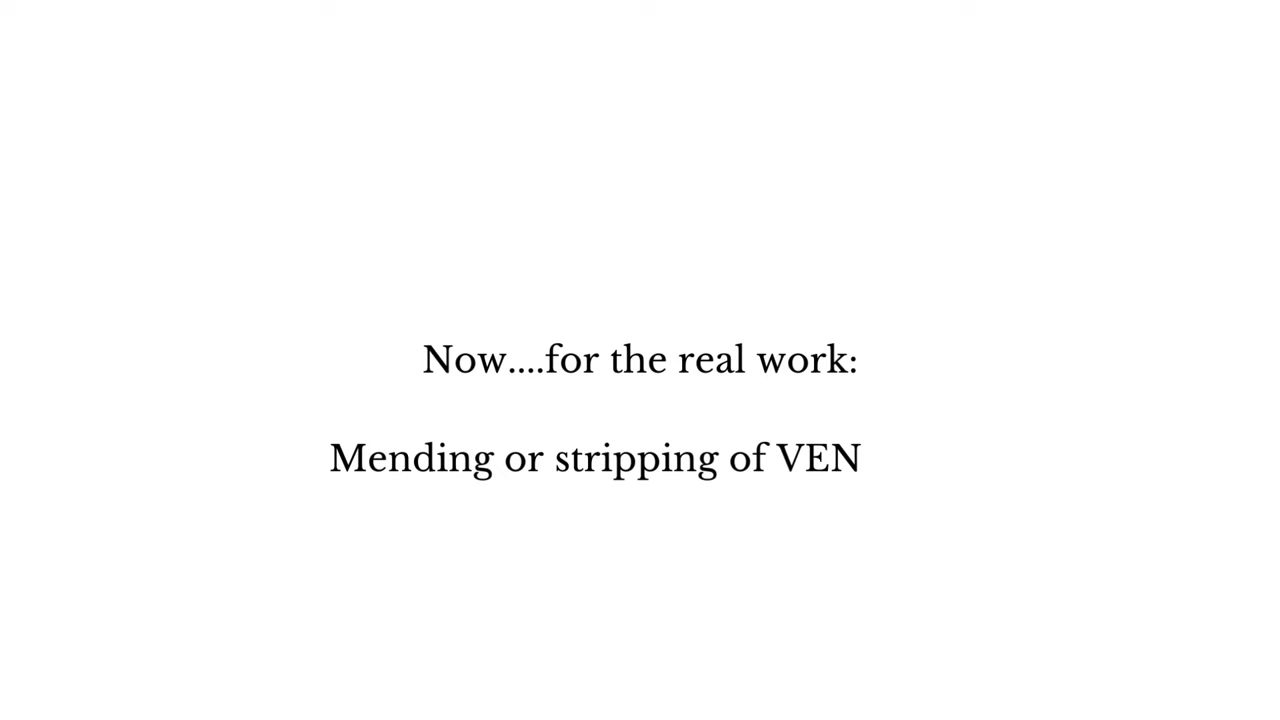 Now....for the real work:
Mending or stripping of VEN